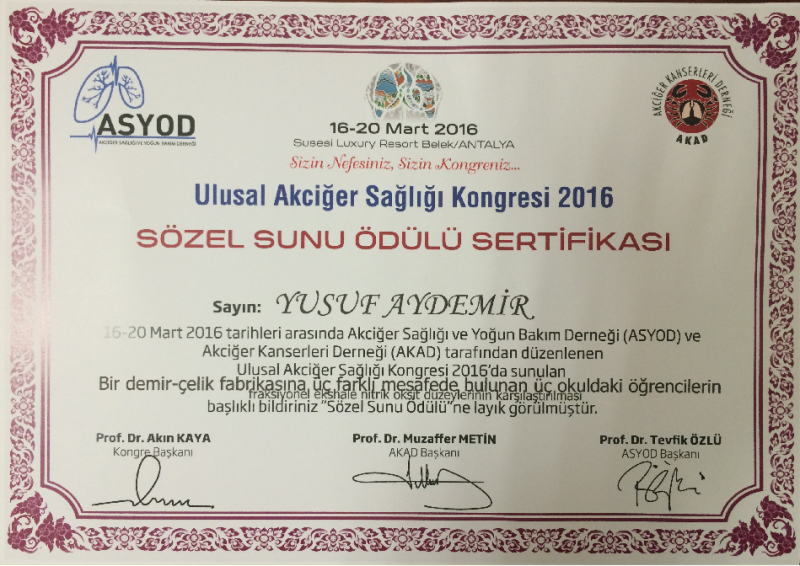 ASYOD
AKCİĞER SAĞLIĞI VE YOĞUN BAKIM DERNEĞİ
AKCİĞER KANSERLERİ DERNEĞİ
AKAD
16-20 Mart 2016
Susesi Luxury Resort Belek/ANTALYA
Sizin Nefesiniz, Sizin Kongreniz...
Ulusal Akciğer Sağlığı Kongresi 2016
SÖZEL SUNU ÖDÜLÜ SERTİFİKASI
Sayın: YUSUF AYDEMİR
16-20 Mart 2016 tarihleri arasında Akciğer Sağlığı ve Yoğun Bakım Derneği (ASYOD) ve
Akciğer Kanserleri Derneği (AKAD) tarafından düzenlenen
Ulusal Akciğer Sağlığı Kongresi 2016'da sunulan
Bir demir-çelik fabrikasına üç farklı mesafede bulunan üç okuldaki öğrencilerin
fraksiyonel ekshale nitrik oksit düzeylerinin karşılaştırılması
başlıklı bildiriniz "Sözel Sunu Ödülü"ne layık görülmüştür.
Prof. Dr. Akın KAYA
Kongre Başkanı
Prof. Dr. Muzaffer METİN
AKAD Başkanı
Prof. Dr. Tevfik ÖZLÜ
ASYOD Başkanı